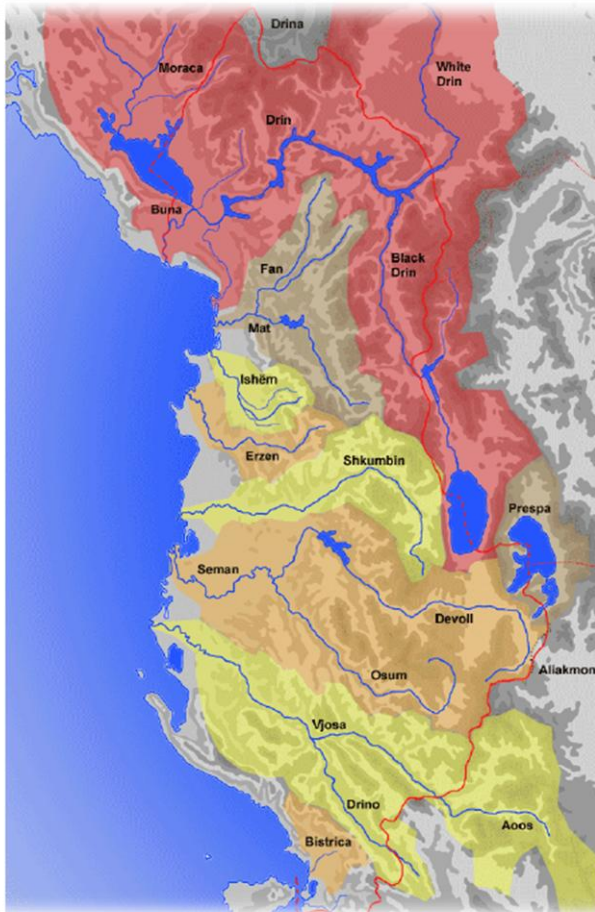 Drina
Moraca
White
Drin
Drin
Buna
Fan
Black
Drin
Mat
Ishëm
Erzen
Shkumbin
Prespa
Seman
Devoll
Aliakmon
Osum
Vjosa
Drino
Aoos
Bistrica